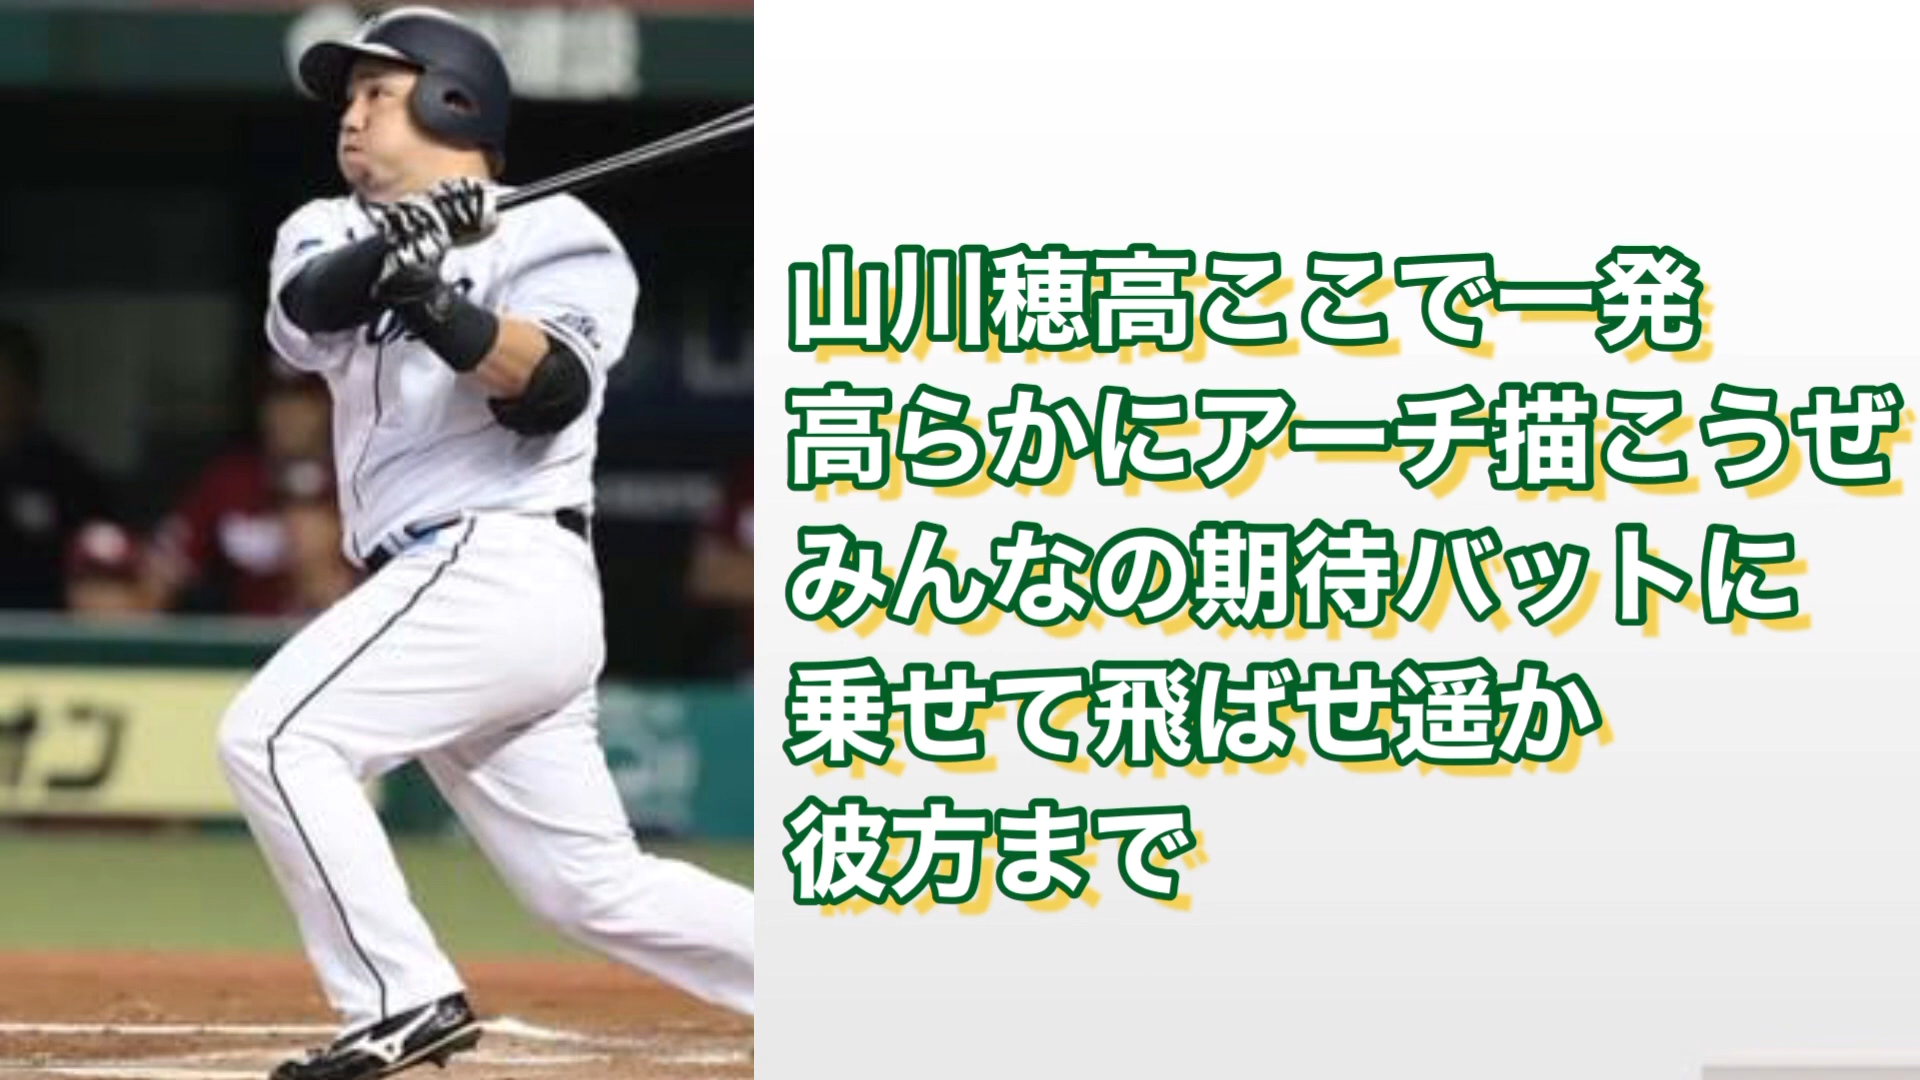 山川穂高ここで一発
高らかにアーチ描こうぜ
みんなの期待バットに
乗せて飛ばせ遥か
彼方まで